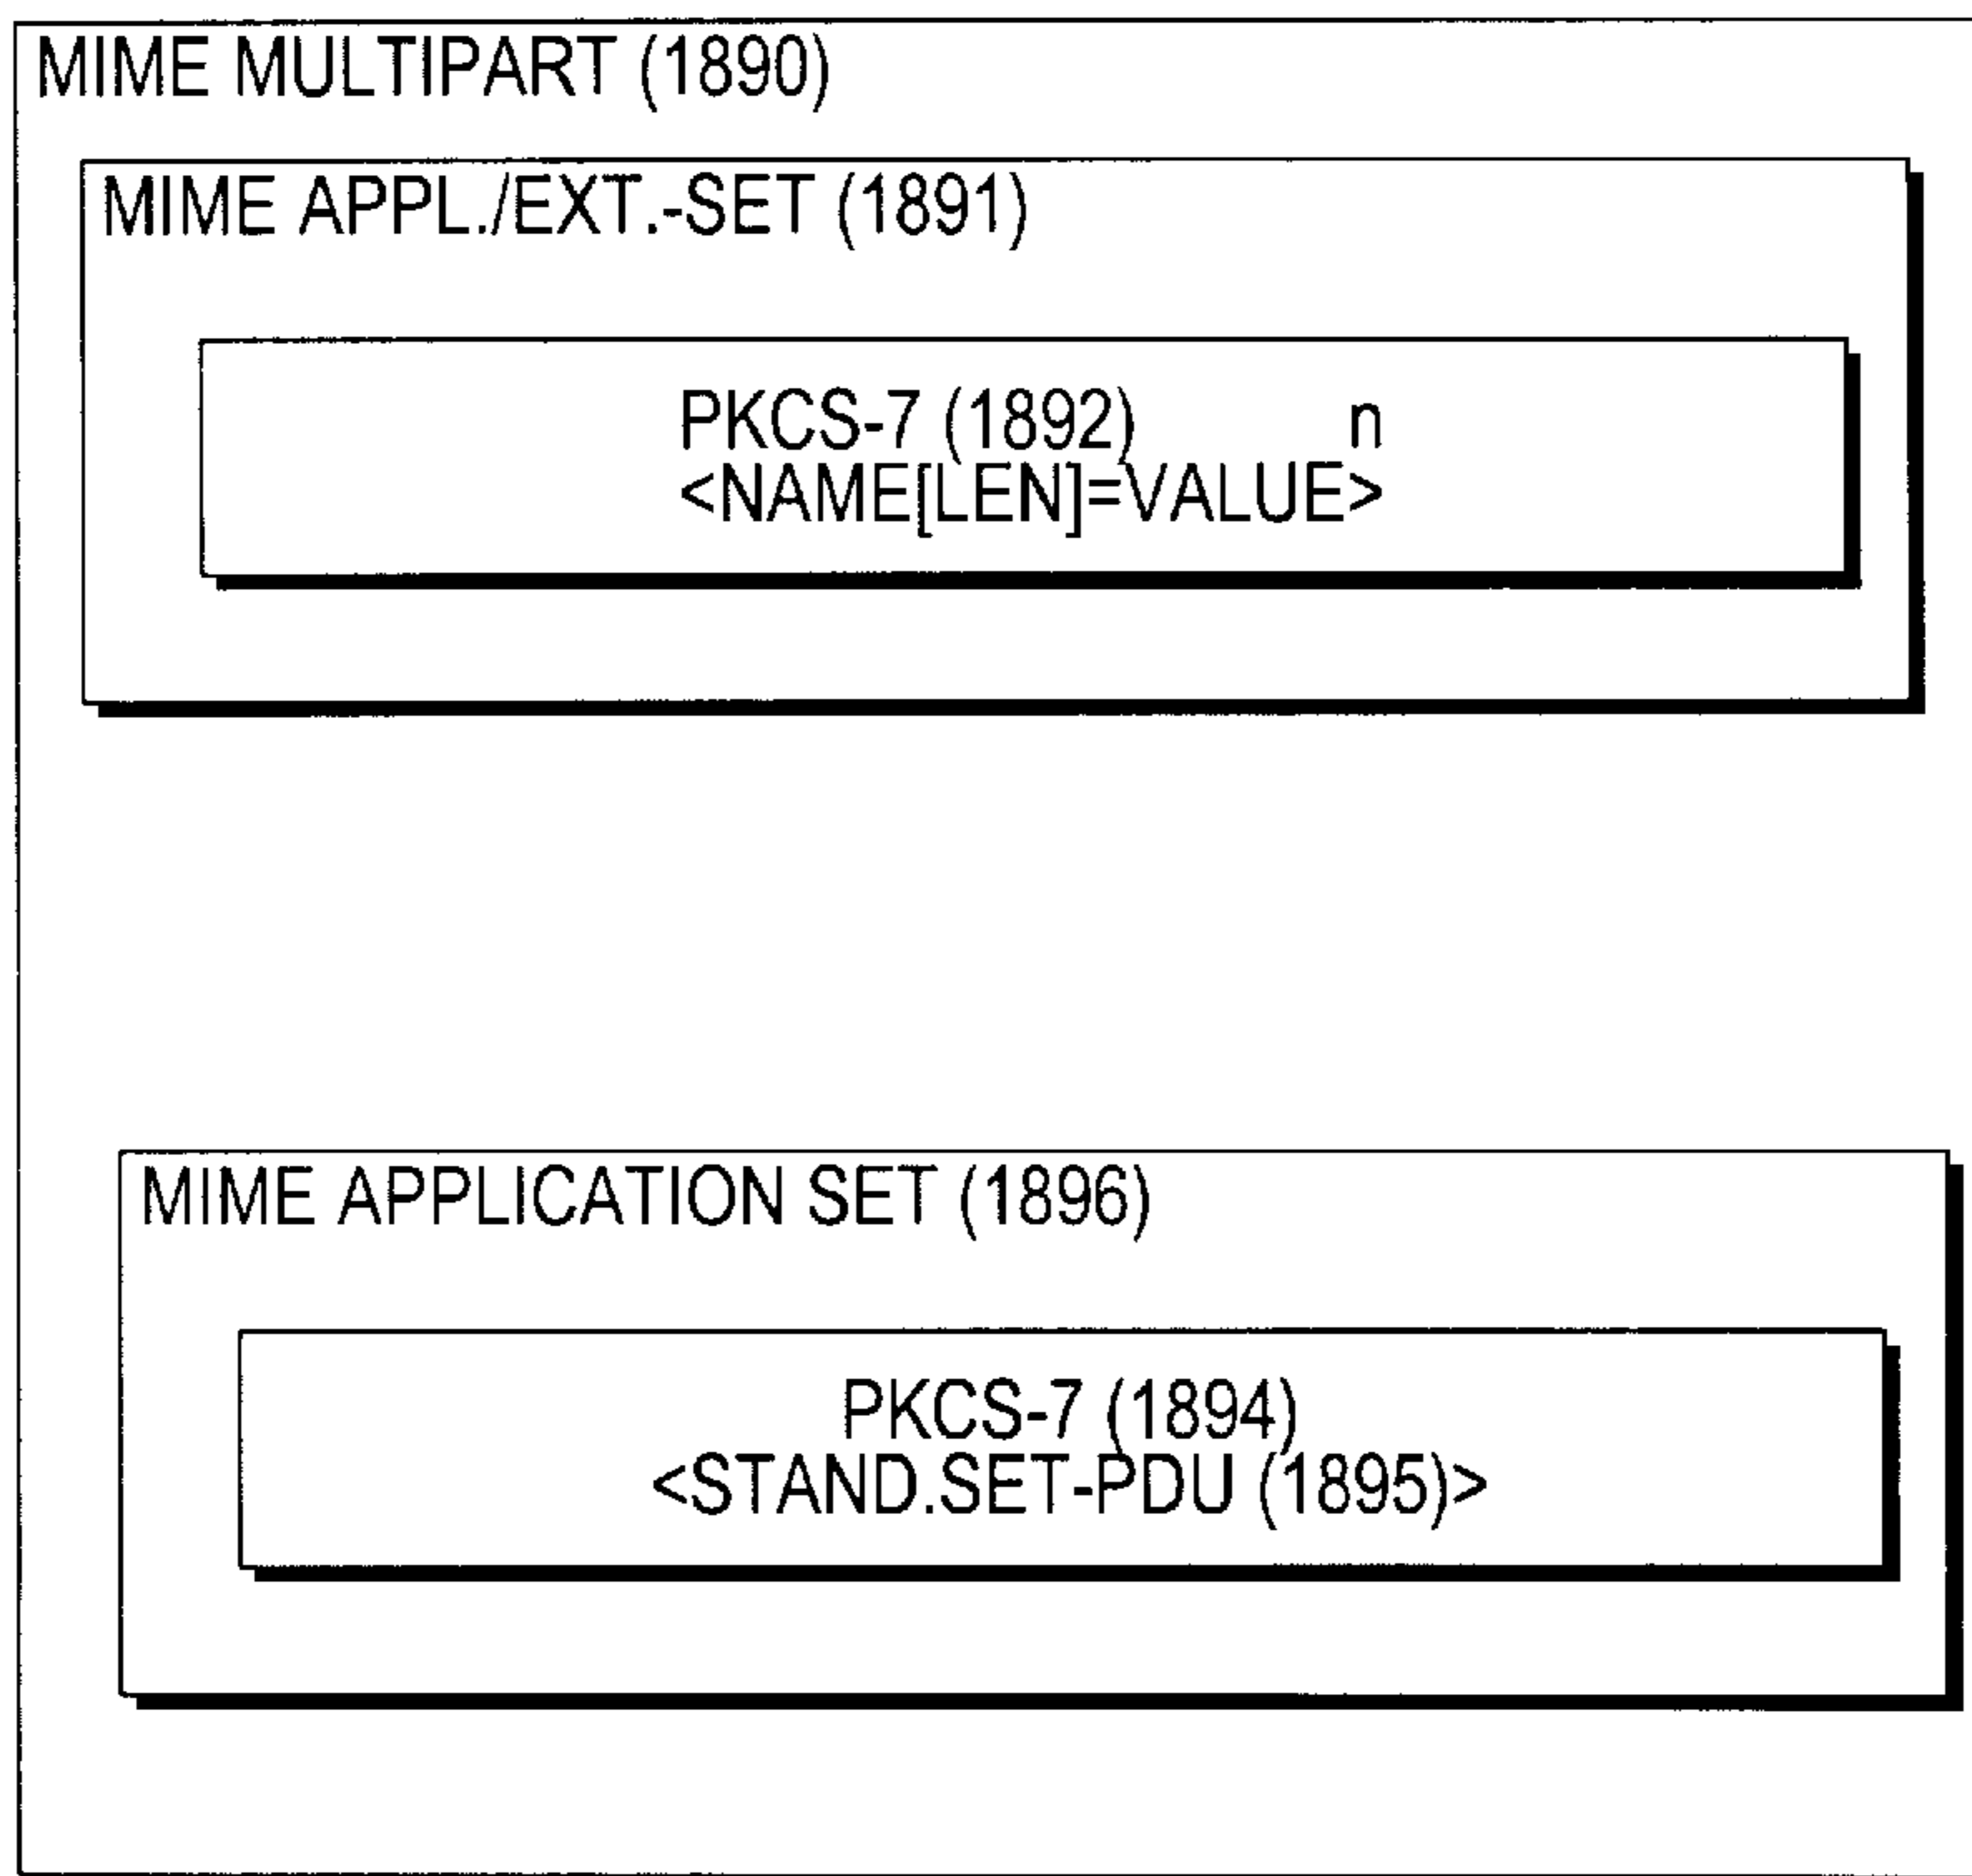 MIME MULTIPART (1890)
MIME APPL./EXT.-SET (1891)
PKCS-7 (1892) n
<NAME[LEN]=VALUE>
MIME APPLICATION SET (1896)
PKCS-7 (1894)
<STAND.SET-PDU (1895)>